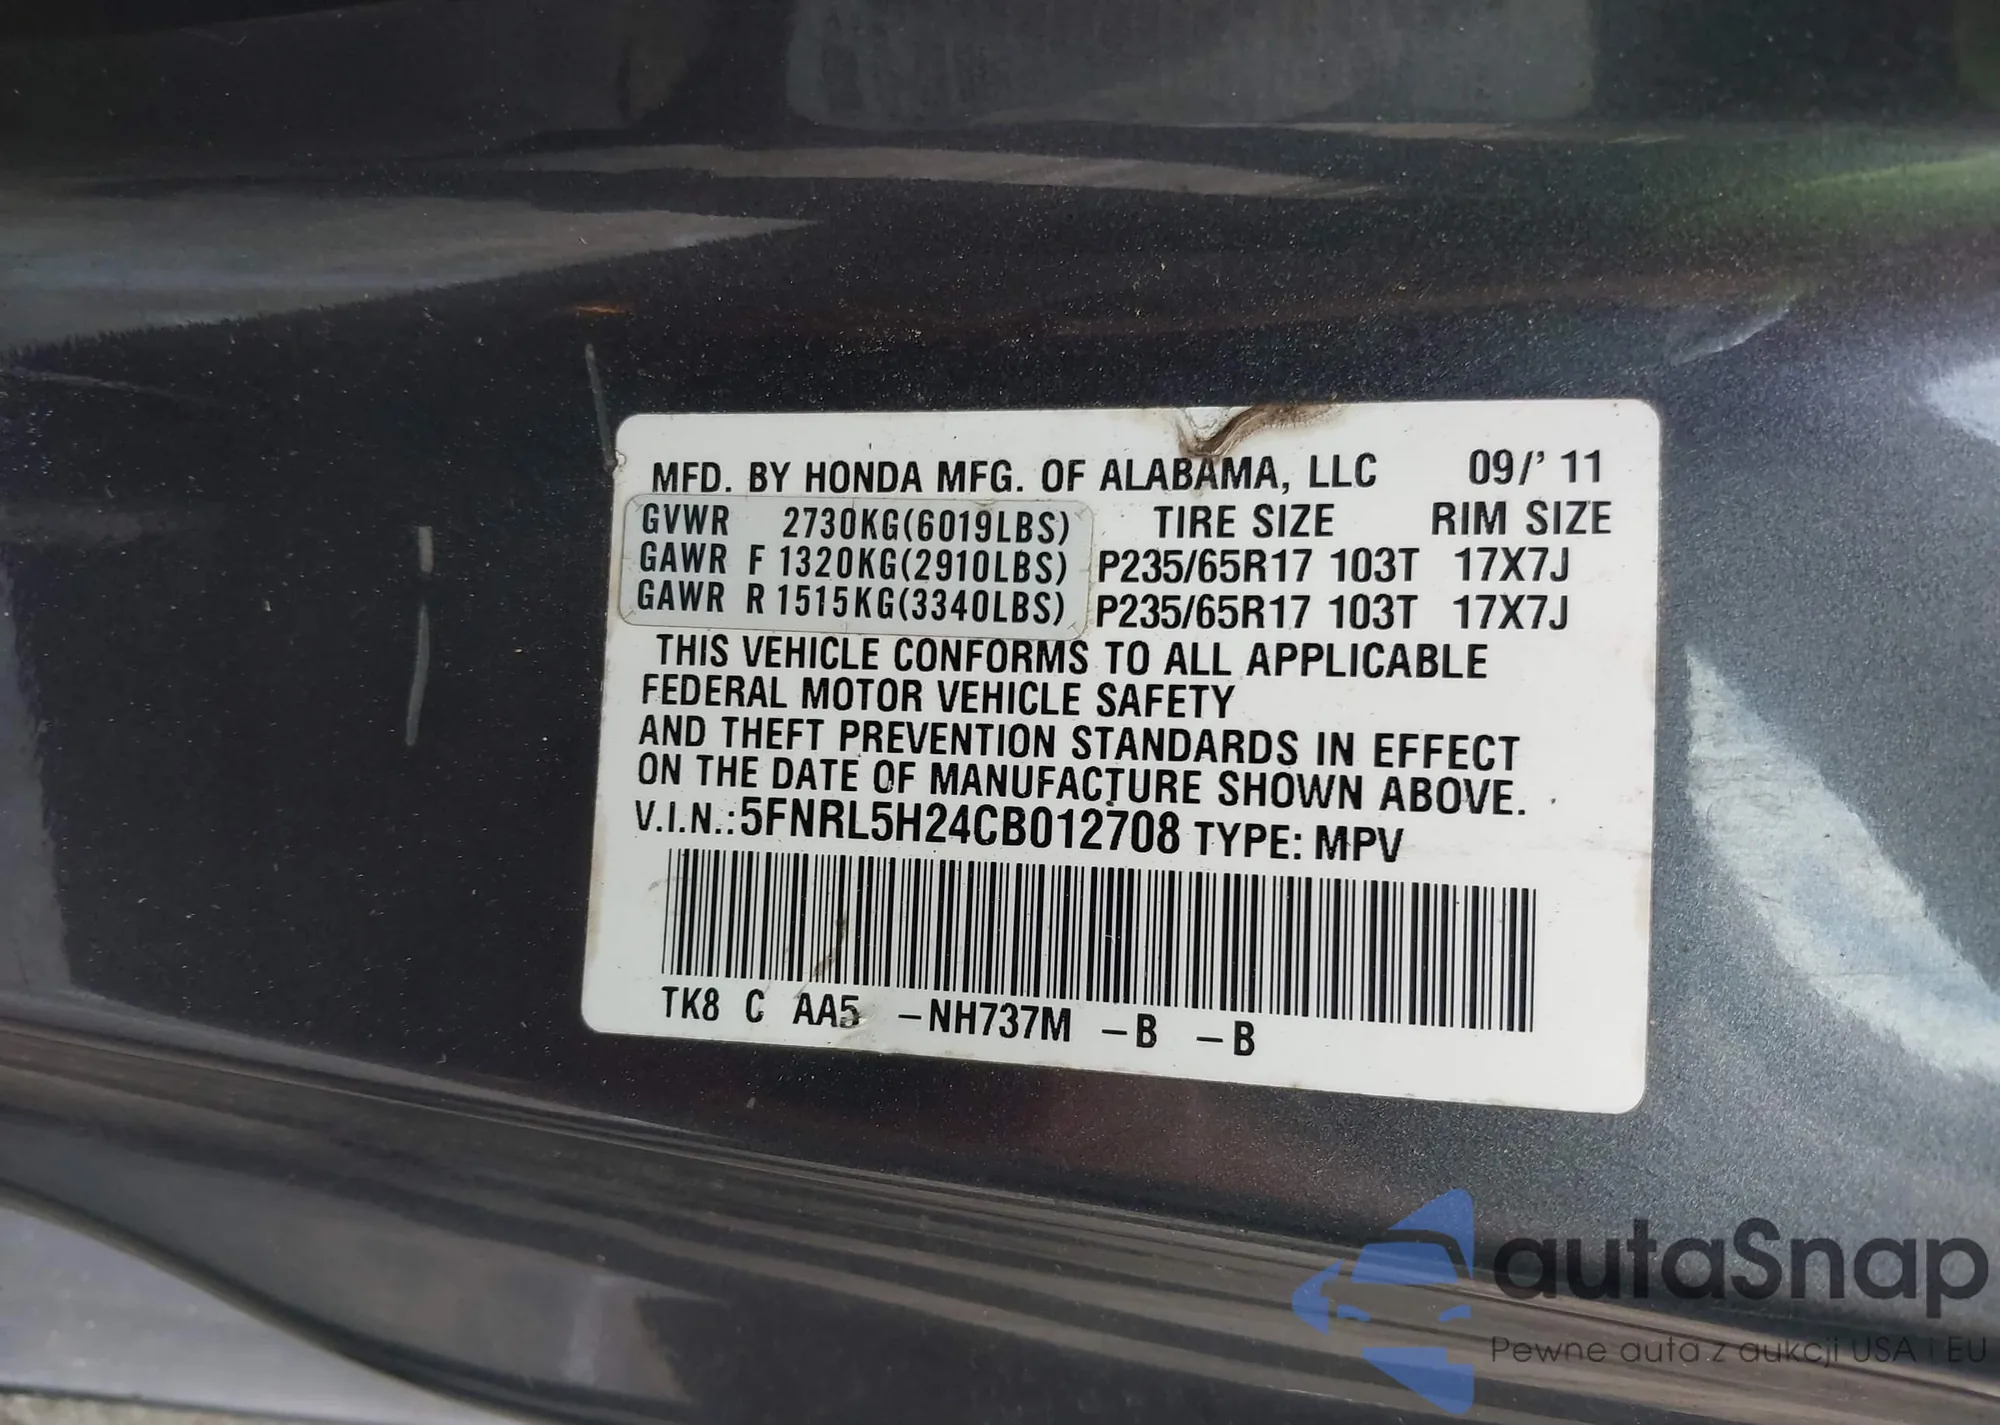 MFD. BY HONDA MFG. OF ALABAMA, LLC 09/' 11
GVWR 2730KG(6019LBS) TIRE SIZE RIM SIZE
GAWR F 1320KG(2910LBS) P235/65R17 103T 17X7J
GAWR R 1515KG(3340LBS) P235/65R17 103T 17X7J
THIS VEHICLE CONFORMS TO ALL APPLICABLE
FEDERAL MOTOR VEHICLE SAFETY
AND THEFT PREVENTION STANDARDS IN EFFECT
ON THE DATE OF MANUFACTURE SHOWN ABOVE.
V.I.N.:5FNRL5H24CB012708 TYPE: MPV
TK8 C AA5 -NH737M -B -B
autaSnap
Pewne auta z aukcji USA i EU